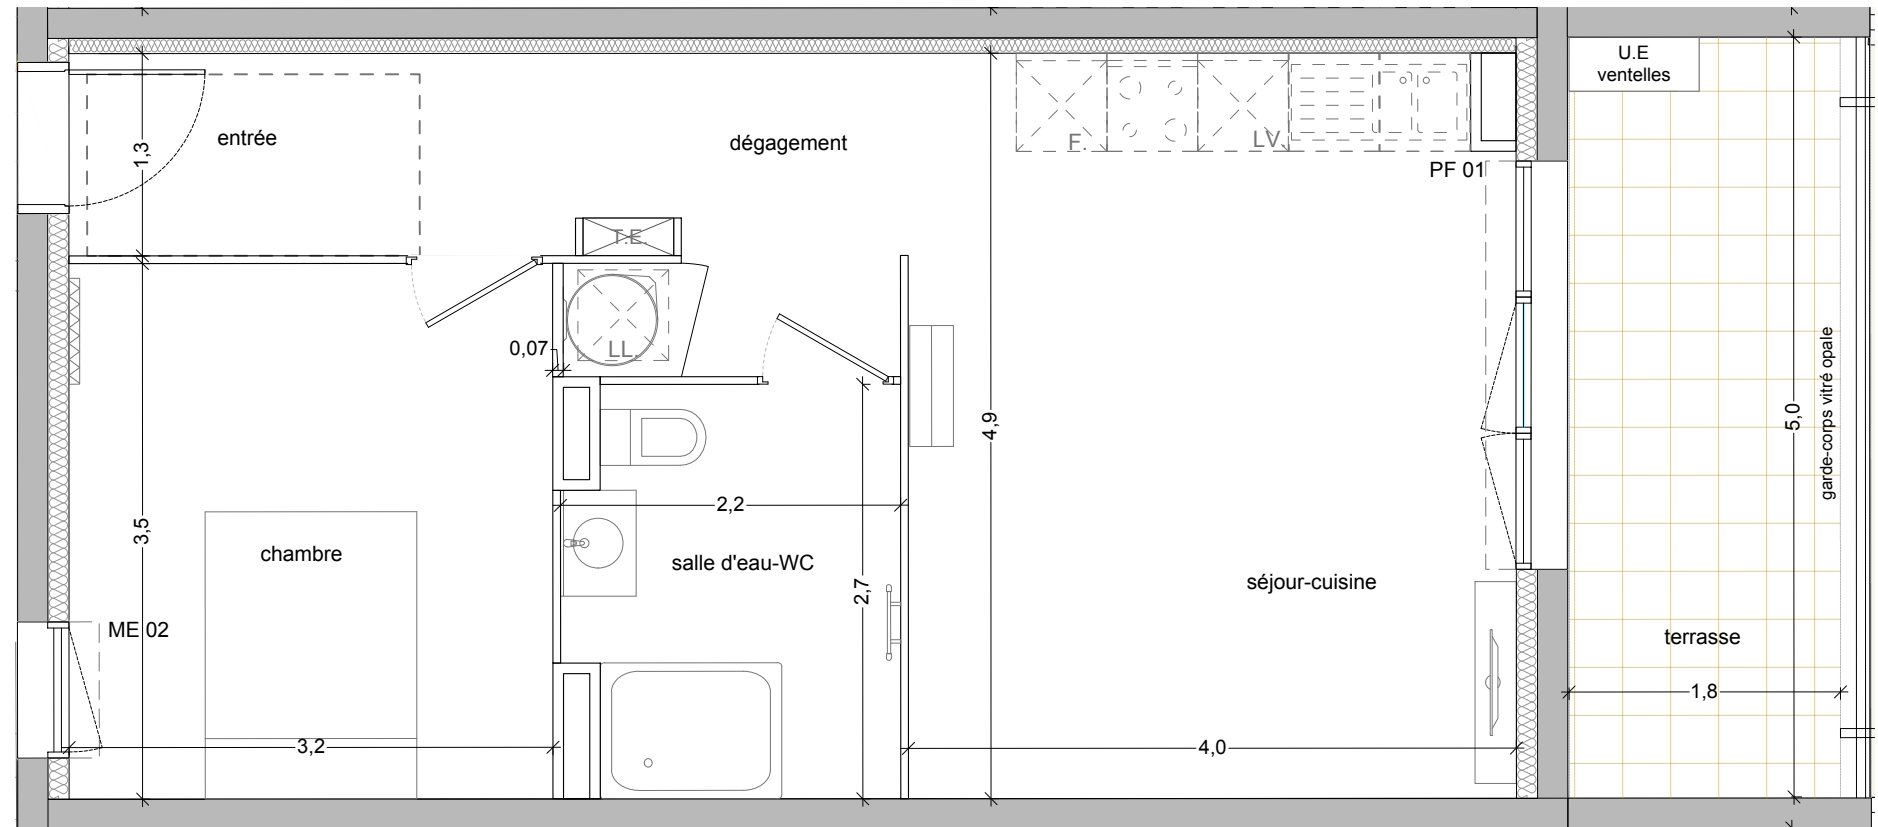 U.E
ventelles
entrée
dégagement
1,3
F.
LV.
PF 01
T.E.
0,07
LL.
garde-corps vitré opale
4,9
5,0
2,2
3,5
chambre
salle d'eau-WC
2,7
séjour-cuisine
ME 02
terrasse
1,8
3,2
4,0